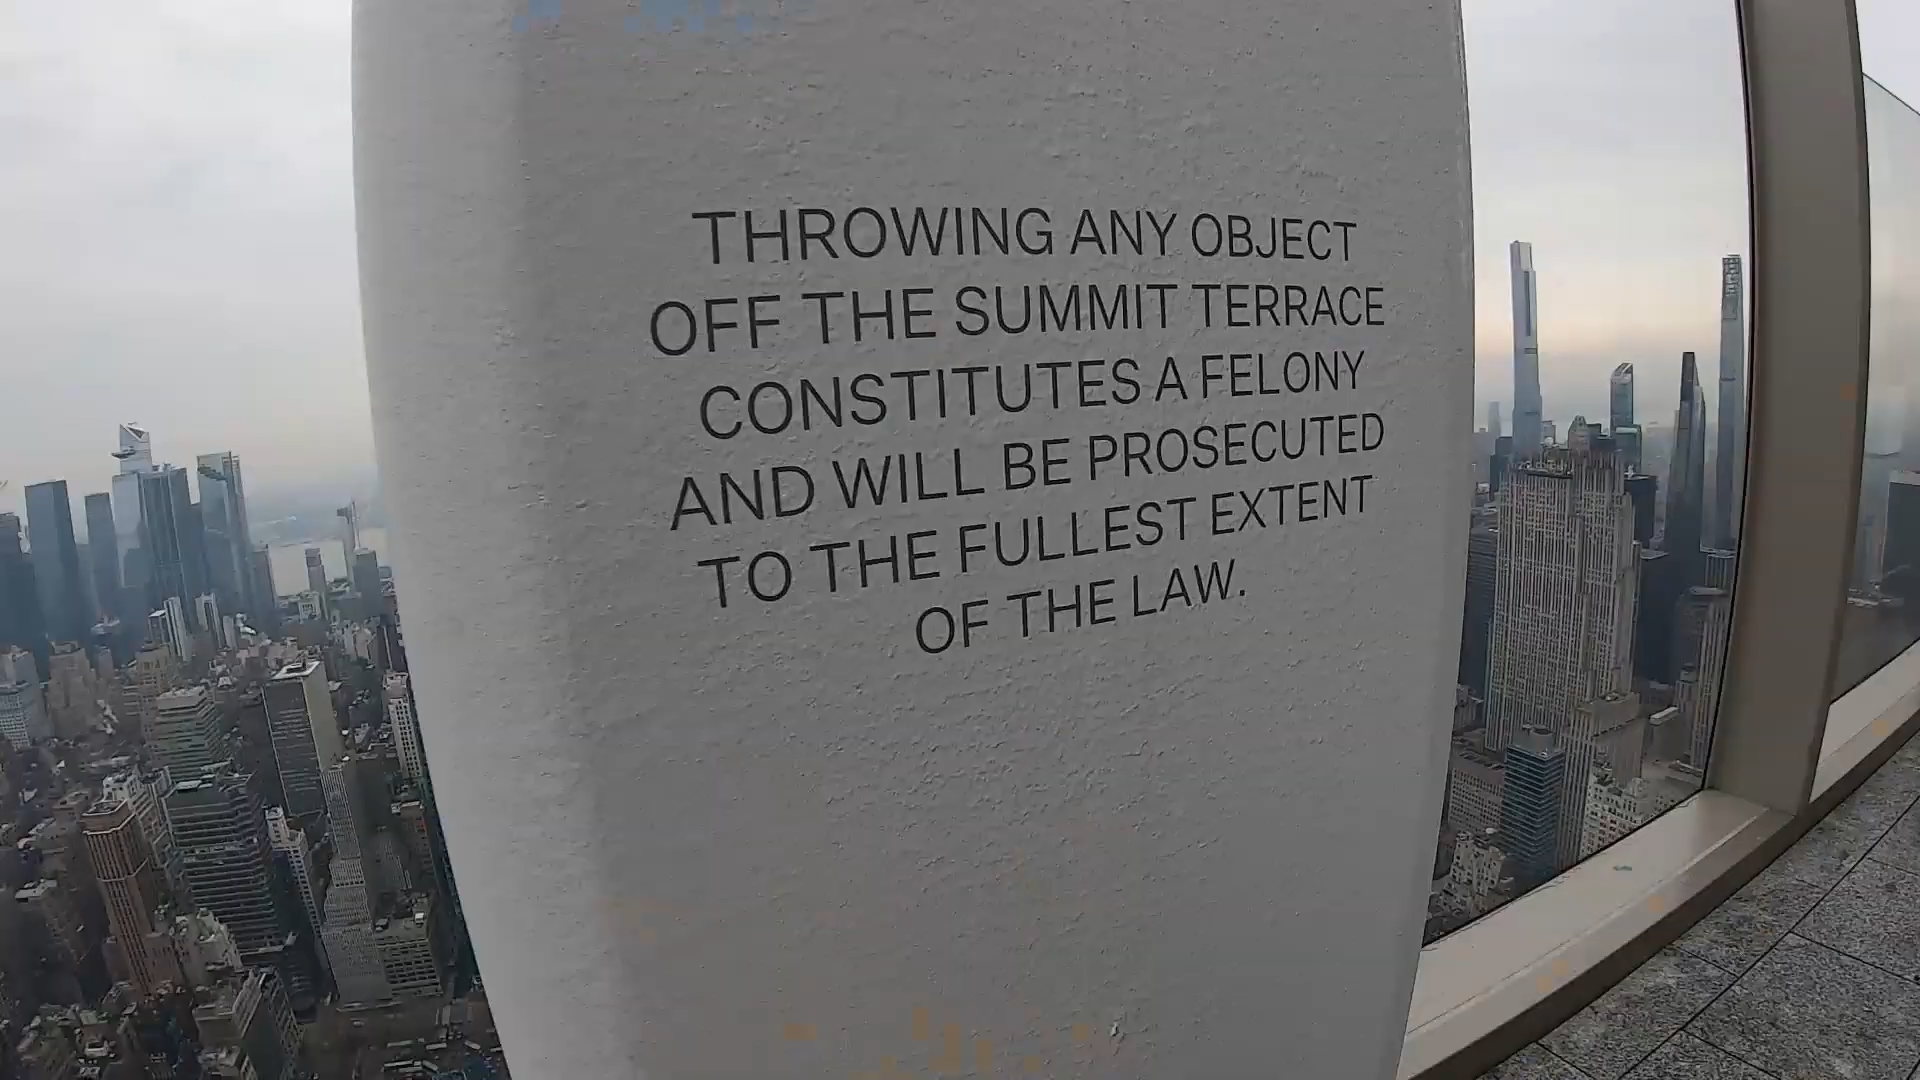 THROWING ANY OBJECT
OFF THE SUMMIT TERRACE
CONSTITUTES A FELONY
AND WILL BE PROSECUTED
TO THE FULLEST EXTENT
OF THE LAW.